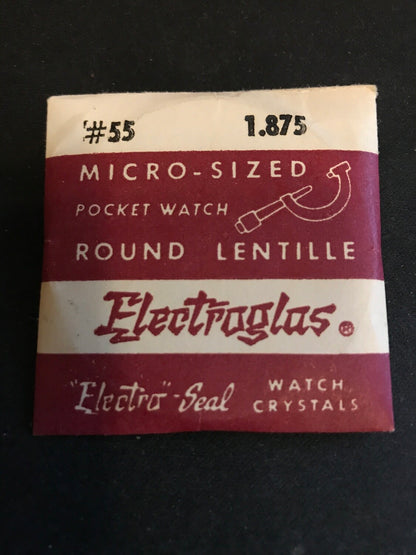 #55 1.875
MICRO-SIZED
POCKET WATCH
ROUND LENTILLE
Electroglas ®
"Electro"-Seal WATCH CRYSTALS